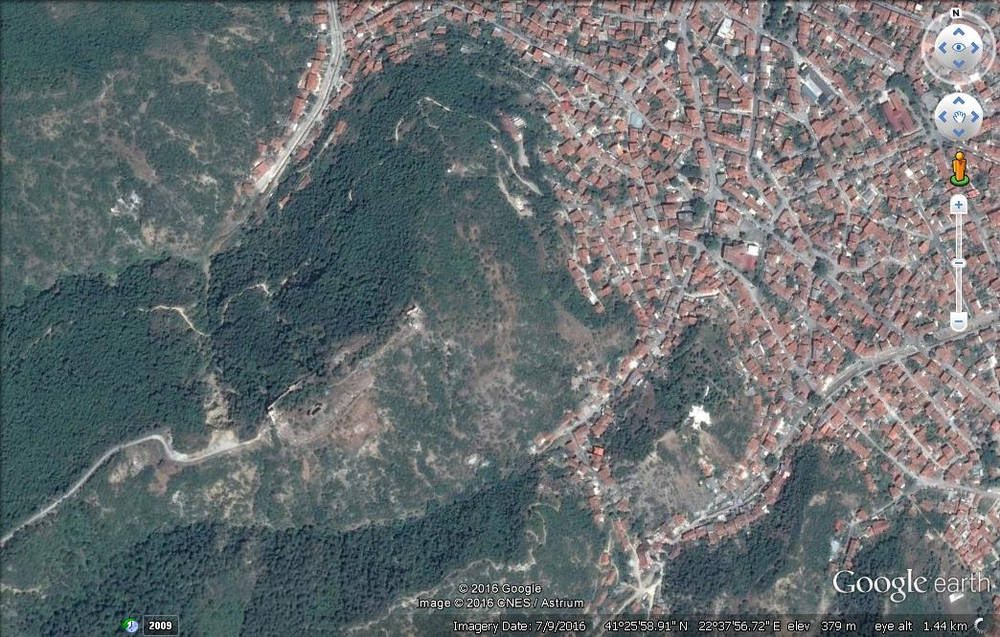 N
© 2016 Google
Image © 2016 CNES / Astrium
Google earth
2009
Imagery Date: 7/9/2016 41°25'58.91" N 22°37'56.72" E elev 379 m eye alt 1.44 km